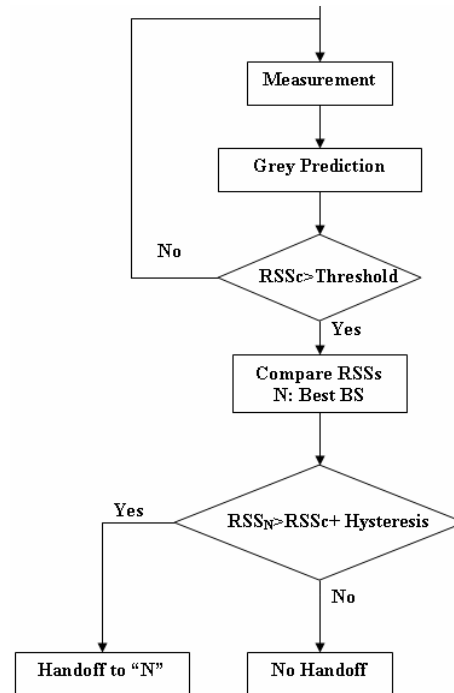 Measurement
Grey Prediction
No
RSSc>Threshold
Yes
Compare RSSs
N: Best BS
Yes
RSSN>RSSc+ Hysteresis
No
Handoff to “N”
No Handoff